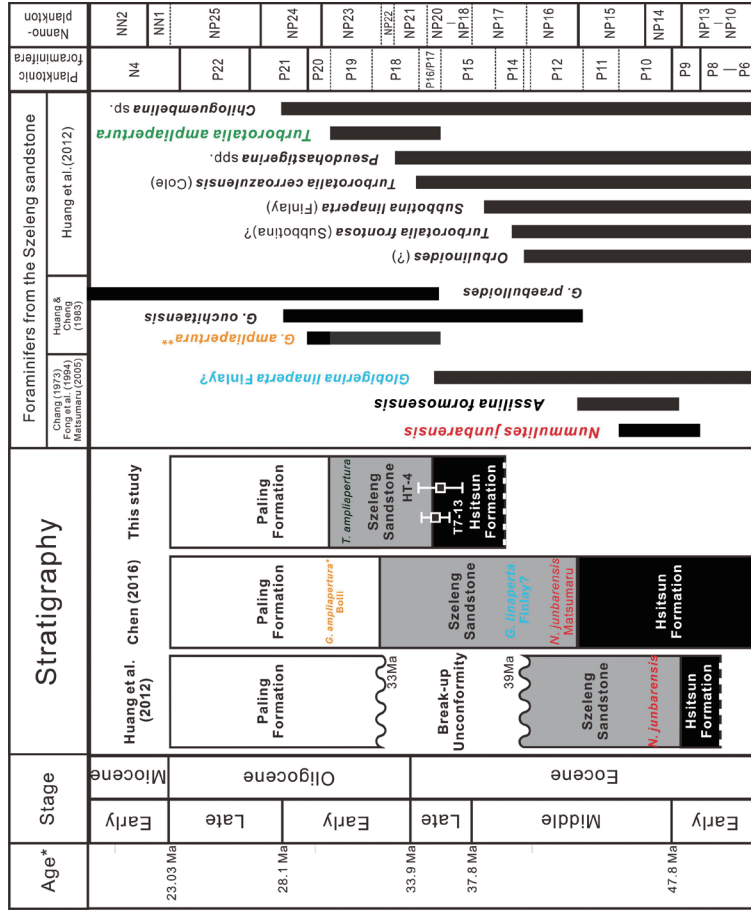 Age*
Stage
Stratigraphy
Foraminifers from the Szeleng sandstone
Planktonic
foraminifera
Nanno-
plankton
Huang et al.
(2012)
Chen (2016)
This study
Chang (1973)
Fong et al. (1994)
Matsumaru (2005)
Huang &
Cheng
(1983)
Huang et al.(2012)
23.03 Ma
28.1 Ma
33.9 Ma
37.8 Ma
47.8 Ma
Early
Late
Early
Late
Middle
Early
Miocene
Oligocene
Eocene
Paling
Formation
33Ma
Break-up
Unconformity
39Ma
Szeleng
Sandstone
N. junbarensis
Hsitsun
Formation
Paling
Formation
G. ampliapertura*
Bolli
Szeleng
Sandstone
G. linaperta
Finlay?
N. junbarensis
Matsumaru
Hsitsun
Formation
Paling
Formation
T. ampliapertura
Szeleng
Sandstone
HT-4
T7-13
Hsitsun
Formation
Nummulites junbarensis
Assilina formosensis
Globigerina linaperta Finlay?
G. ampliapertura**
G. ouchitaensis
G. praebulloides
Orbulinoides (?)
Turborotalia frontosa (Subbotina)?
Subbotina linaperta (Finlay)
Turborotalia cerroazulensis (Cole)
Pseudohastigerina spp.
Turborotalia ampliapertura
Chiloguembelina sp.
N4
P22
P21
P20
P19
P18
P16/P17
P15
P14
P12
P11
P10
P9
P8
P6
NN2
NN1
NP25
NP24
NP23
NP22
NP21
NP20
NP18
NP17
NP16
NP15
NP14
NP13
NP10